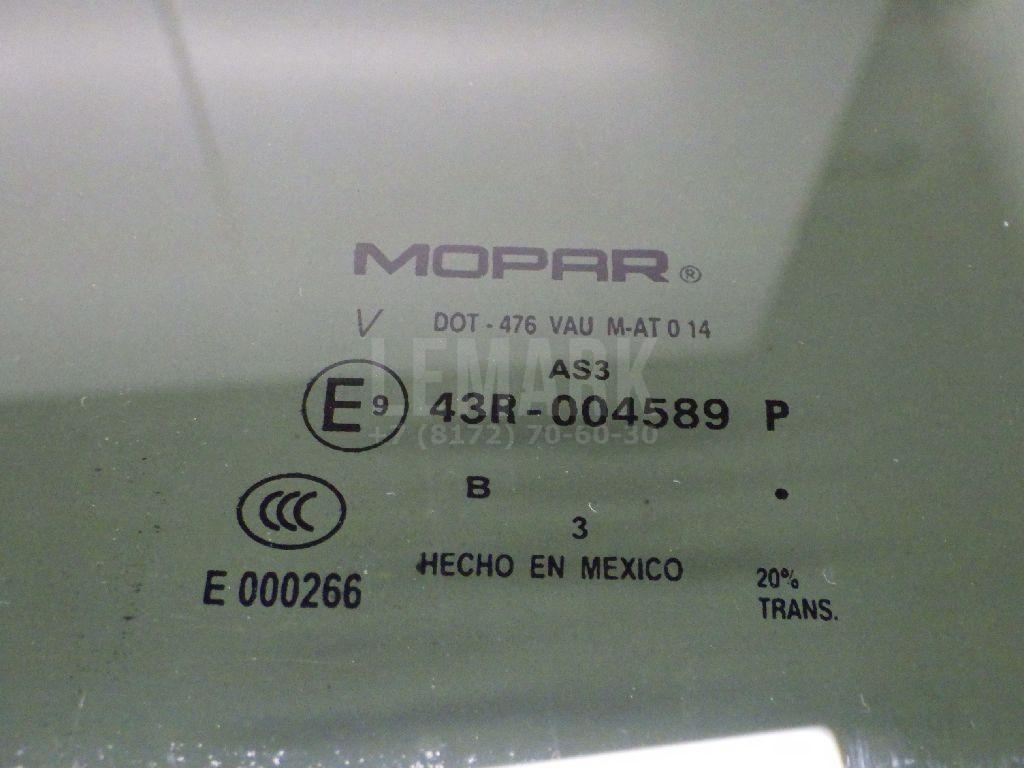 MOPAR®
V DOT-476 VAU M-AT 0 14
LEMARK
AS3
E9 43R-004589 P
+7 (8172) 70-60-30
CCC B •
3
HECHO EN MEXICO
E 000266
20%
TRANS.